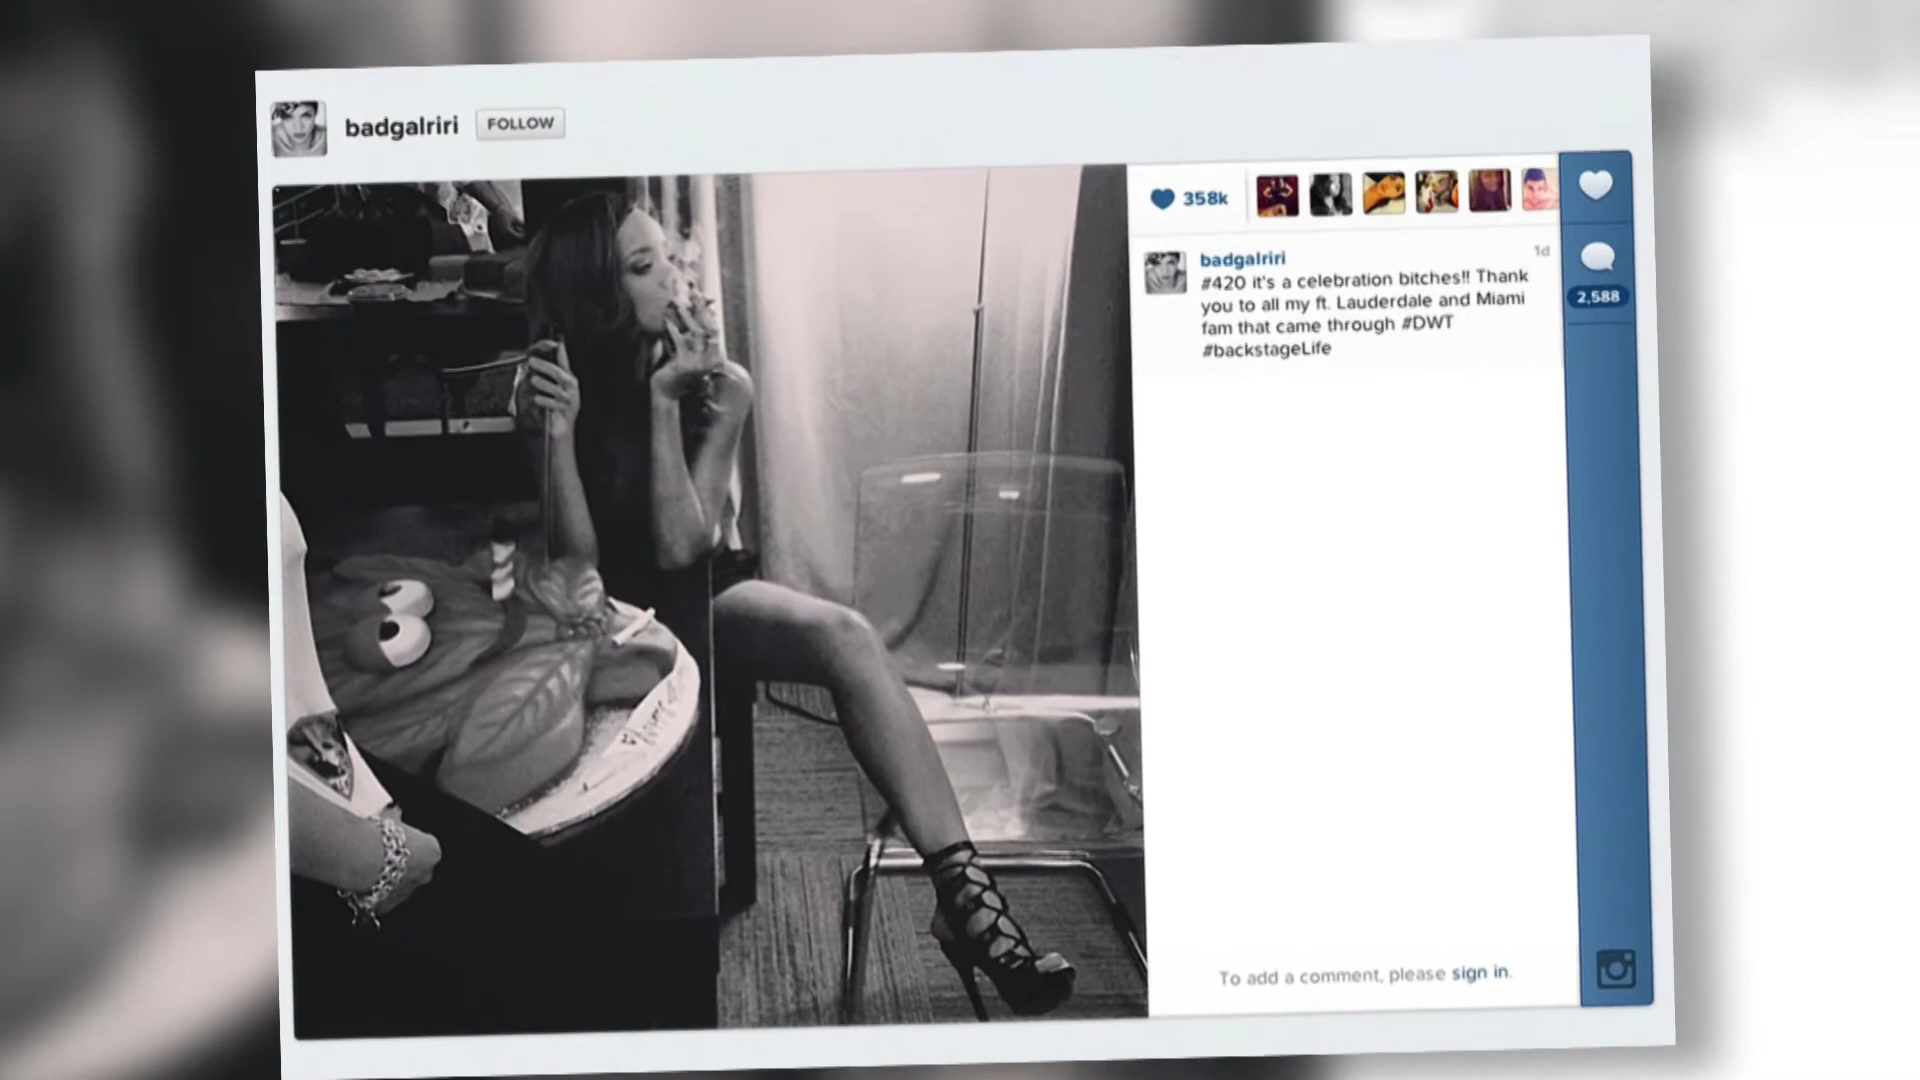 badgalriri FOLLOW
358k
badgalriri 1d
#420 it's a celebration bitches!! Thank
you to all my ft. Lauderdale and Miami
fam that came through #DWT
#backstageLife
2,588
To add a comment, please sign in.